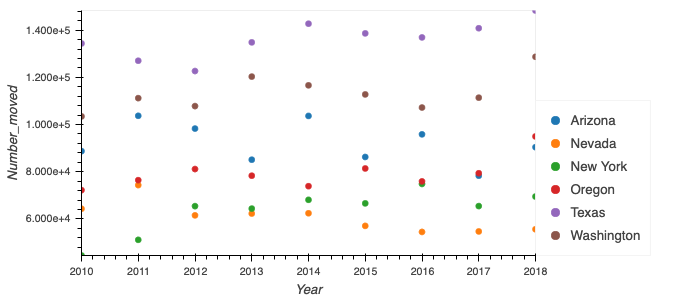 1.400e+5
1.200e+5
1.000e+5
8.000e+4
6.000e+4
Number_moved
2010 2011 2012 2013 2014 2015 2016 2017 2018
Year
Arizona
Nevada
New York
Oregon
Texas
Washington